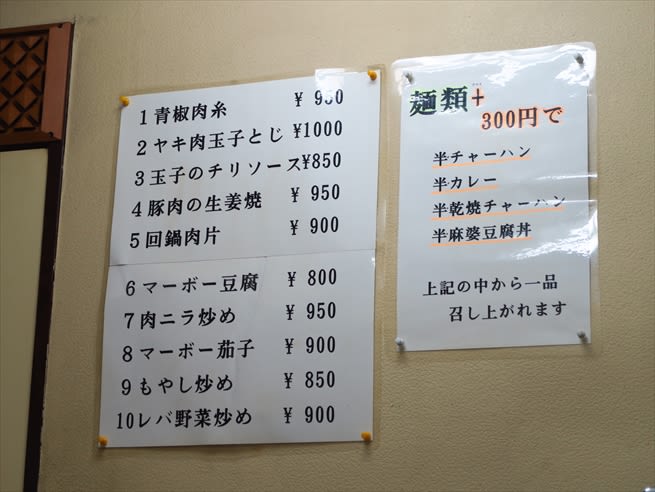 1 青椒肉糸 ¥ 950
2 ヤキ肉玉子とじ ¥1000
3 玉子のチリソース ¥850
4 豚肉の生姜焼 ¥ 950
5 回鍋肉片 ¥ 900
6 マーボー豆腐 ¥ 800
7 肉ニラ炒め ¥ 950
8 マーボー茄子 ¥ 900
9 もやし炒め ¥ 850
10 レバ野菜炒め ¥ 900
麺類+
300円で
半チャーハン
半カレー
半乾焼チャーハン
半麻婆豆腐丼
上記の中から一品
召し上がれます